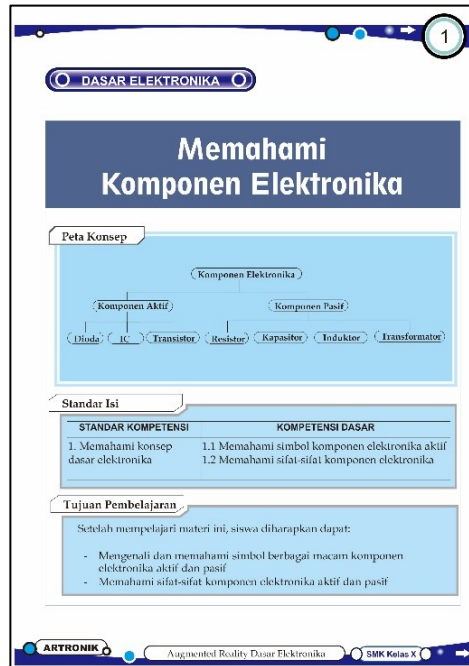 1
DASAR ELEKTRONIKA
Memahami
Komponen Elektronika
Peta Konsep
Komponen Elektronika
Komponen Aktif Komponen Pasif
Dioda IC Transistor Resistor Kapasitor Induktor Transformator
Standar Isi
STANDAR KOMPETENSI KOMPETENSI DASAR
1. Memahami konsep 1.1 Memahami simbol komponen elektronika aktif
dasar elektronika 1.2 Memahami sifat-sifat komponen elektronika
Tujuan Pembelajaran
Setelah mempelajari materi ini, siswa diharapkan dapat:
- Mengenali dan memahami simbol berbagai macam komponen
elektronika aktif dan pasif
- Memahami sifat-sifat komponen elektronika aktif dan pasif
ARTRONIK Augmented Reality Dasar Elektronika SMK Kelas X